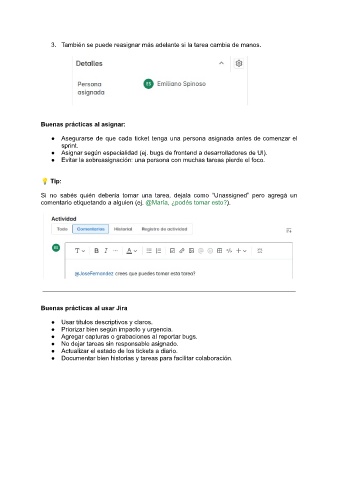 3. También se puede reasignar más adelante si la tarea cambia de manos.
Detalles
Persona asignada
ES Emiliano Spinoso
Buenas prácticas al asignar:
● Asegurarse de que cada ticket tenga una persona asignada antes de comenzar el
sprint.
● Asignar según especialidad (ej. bugs de frontend a desarrolladores de UI).
● Evitar la sobreasignación: una persona con muchas tareas pierde el foco.
💡 Tip:
Si no sabés quién debería tomar una tarea, dejala como “Unassigned” pero agregá un
comentario etiquetando a alguien (ej. @María, ¿podés tomar esto?).
Actividad
Todo Comentarios Historial Registro de actividad
@JoseFernandez crees que puedes tomar esta tarea?
Buenas prácticas al usar Jira
● Usar títulos descriptivos y claros.
● Priorizar bien según impacto y urgencia.
● Agregar capturas o grabaciones al reportar bugs.
● No dejar tareas sin responsable asignado.
● Actualizar el estado de los tickets a diario.
● Documentar bien historias y tareas para facilitar colaboración.